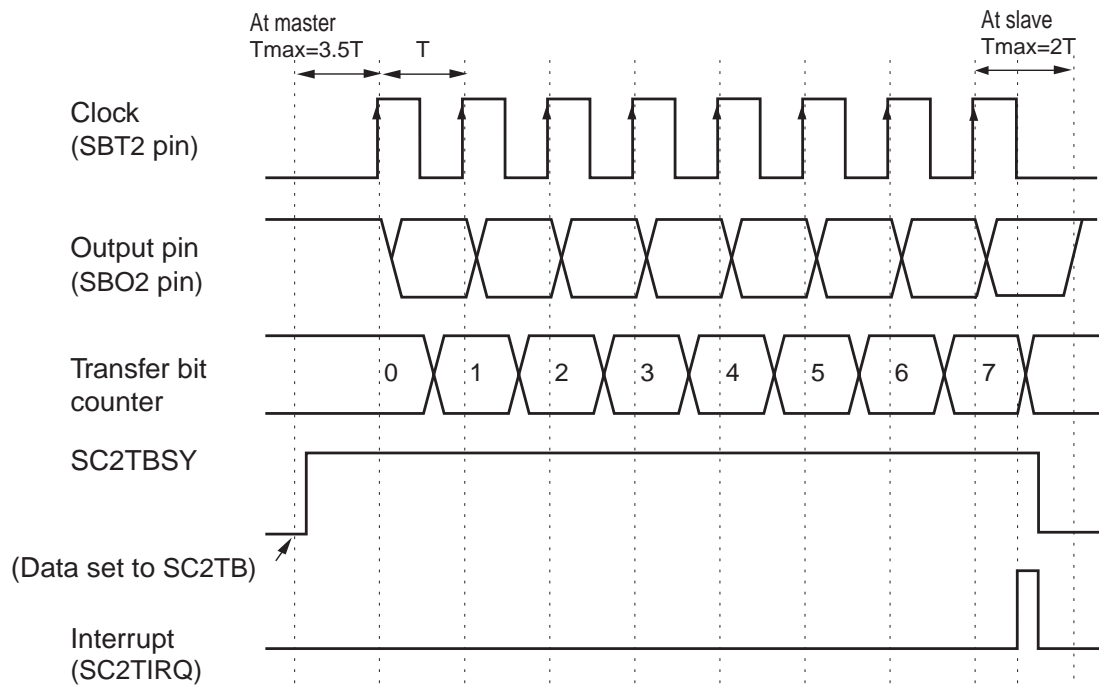 At master
Tmax=3.5T
T
At slave
Tmax=2T
Clock
(SBT2 pin)
Output pin
(SBO2 pin)
Transfer bit
counter
0 1 2 3 4 5 6 7
SC2TBSY
(Data set to SC2TB)
Interrupt
(SC2TIRQ)